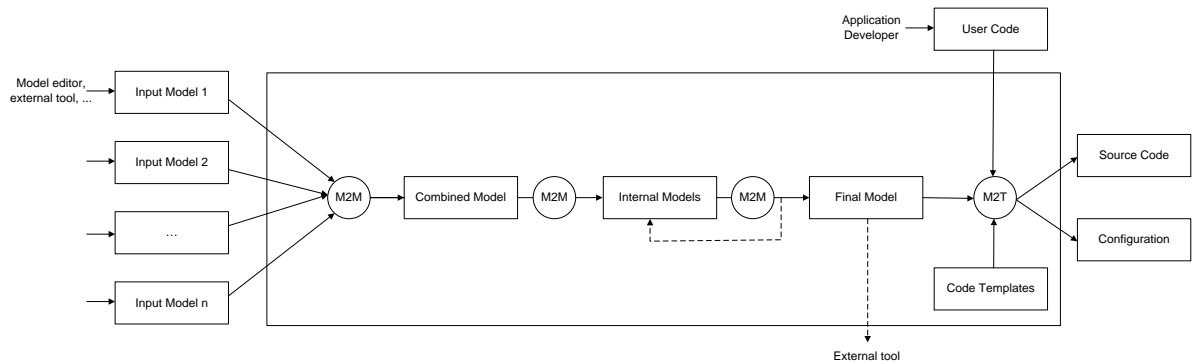 Application
Developer
User Code
Model editor,
external tool, ...
Input Model 1
Input Model 2
Source Code
M2M
Combined Model
M2M
Internal Models
M2M
Final Model
M2T
...
Configuration
Code Templates
Input Model n
External tool